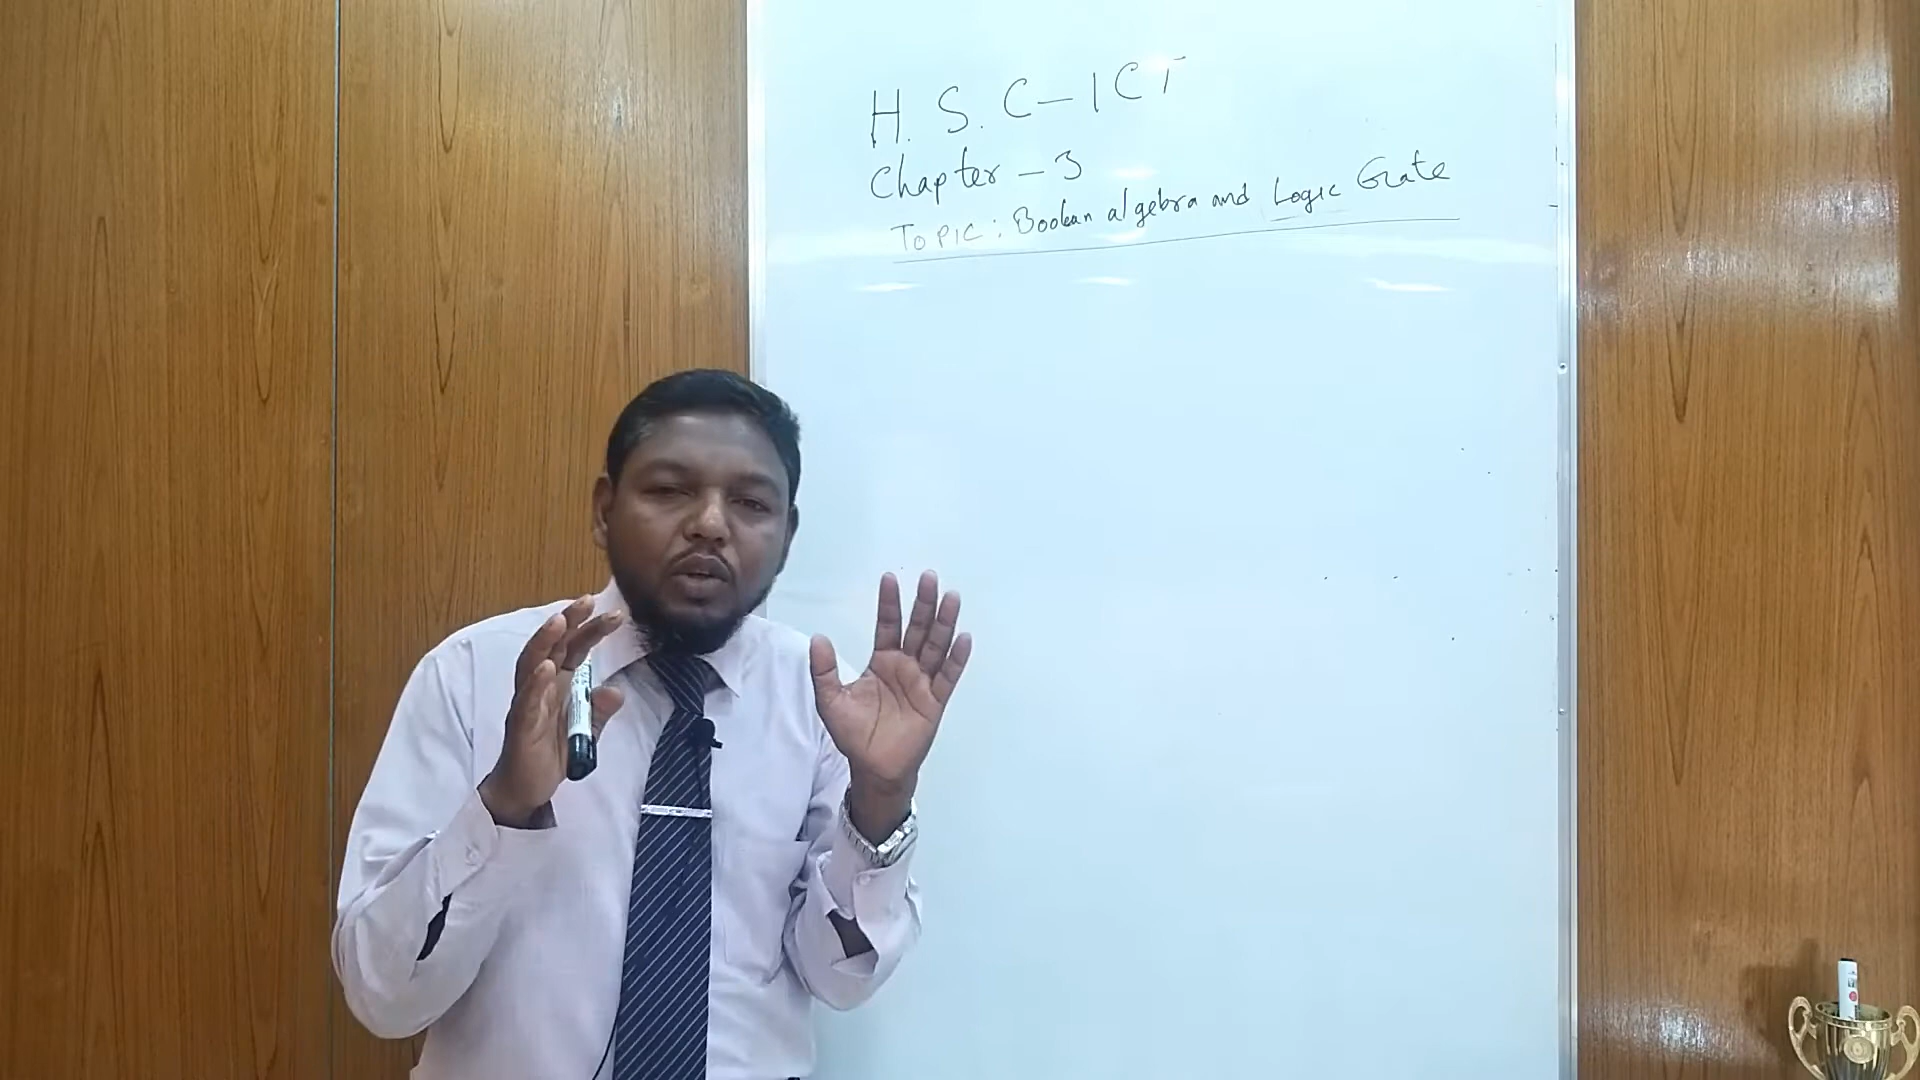 H. S. C - ICT
Chapter - 3
Topic: Boolean algebra and Logic Gate